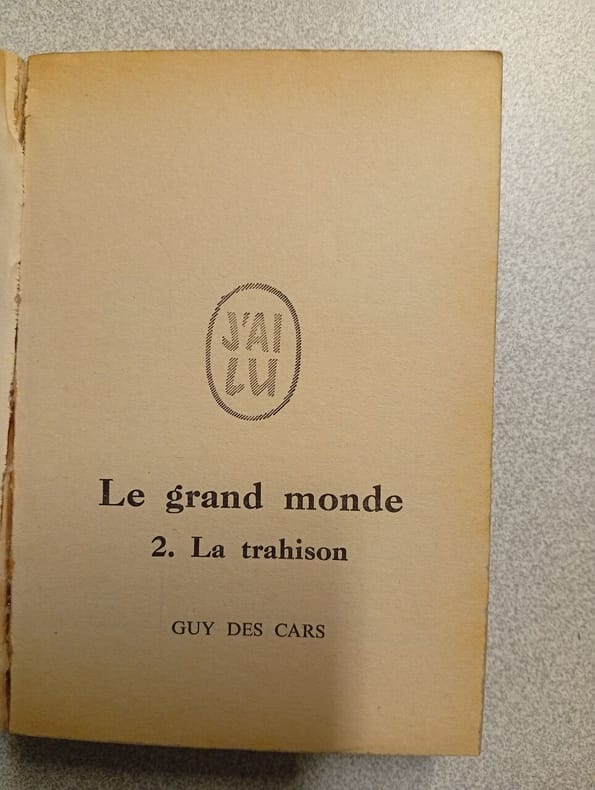 J'AI
LU
Le grand monde
2. La trahison
GUY DES CARS